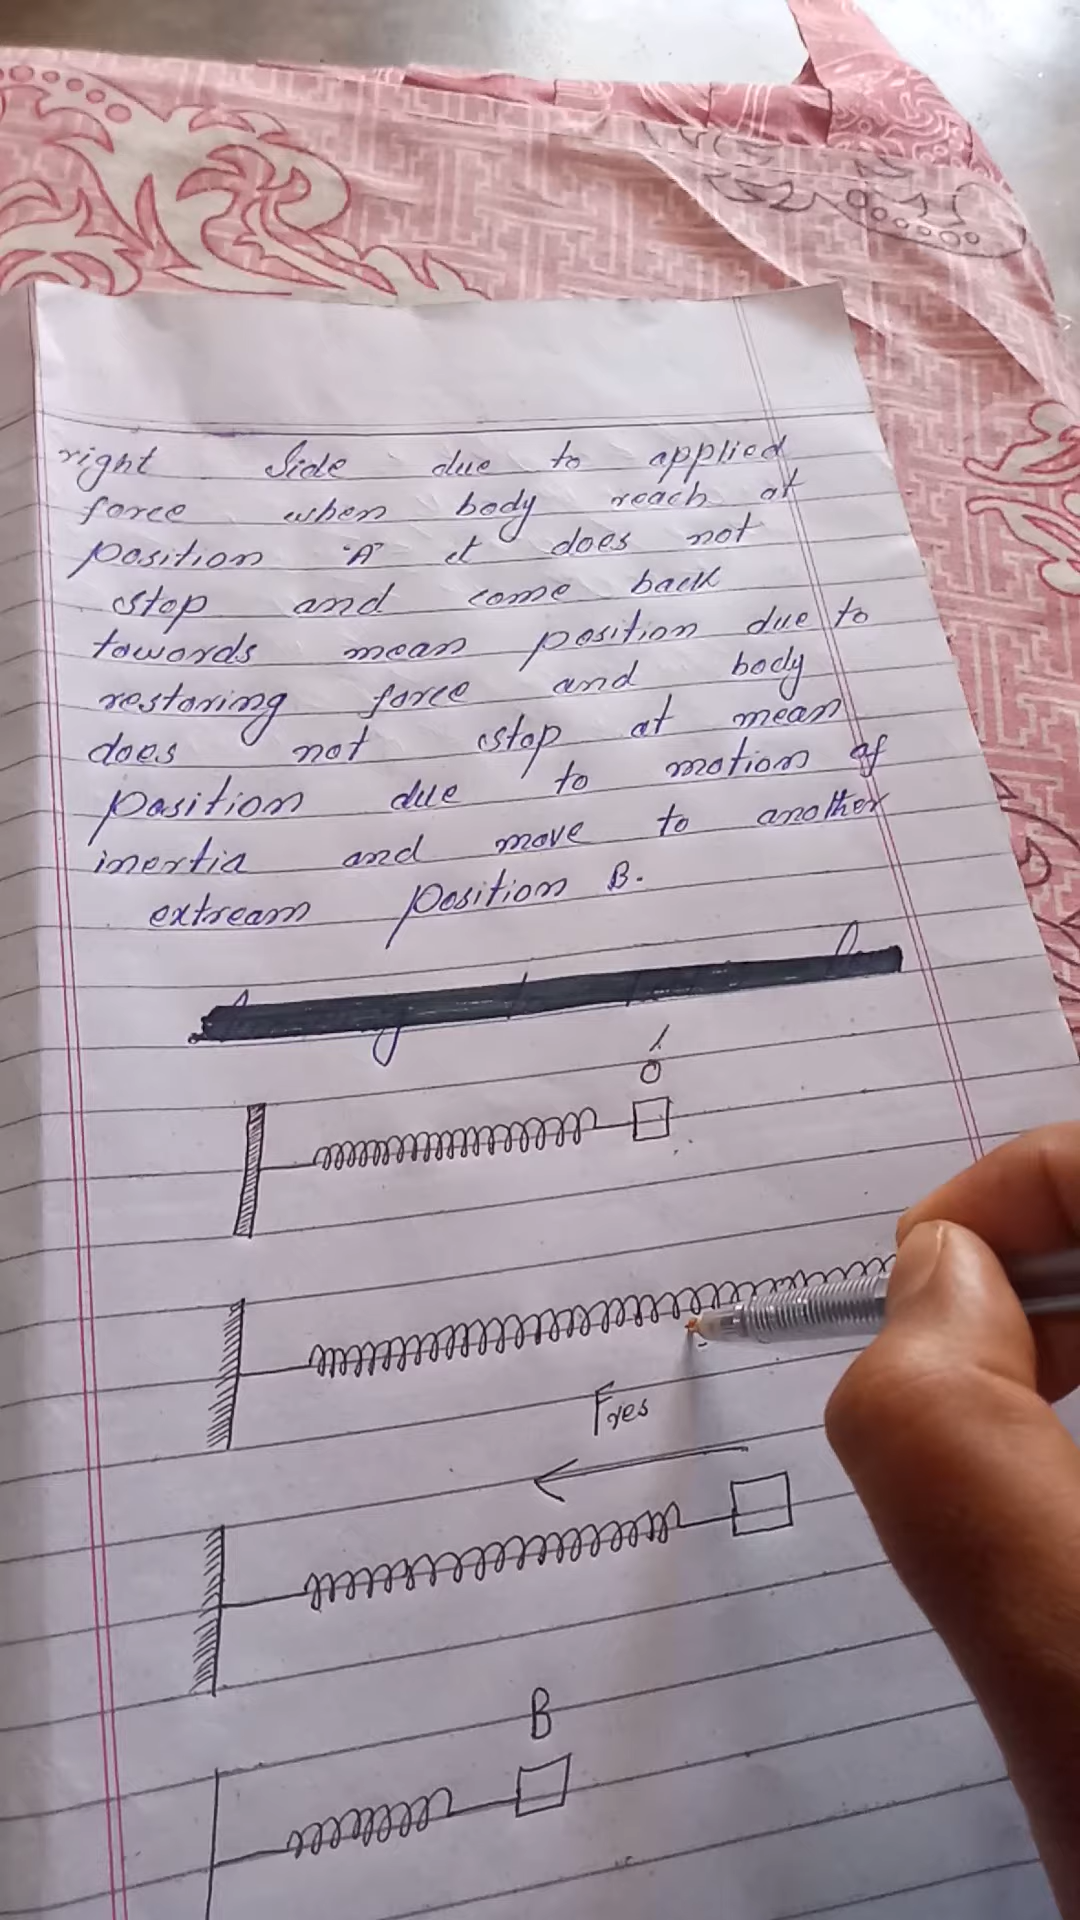 right side due to applied
force when body reach at
position "A" it does not
stop and come back
towards mean position due to
restoring force and body
does not stop at mean
position due to motion of
inertia and move to another
extream position B.
O
Fres
B